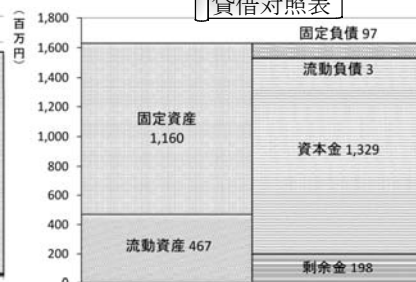 貸借対照表
（百万円）
1,800
1,600
1,400
1,200
1,000
800
600
400
200
0
固定資産
1,160
流動資産 467
固定負債 97
流動負債 3
資本金 1,329
剰余金 198